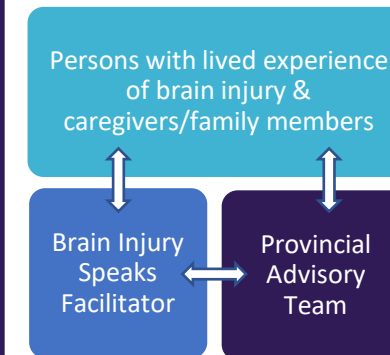 Persons with lived experience
of brain injury &
caregivers/family members
Brain Injury
Speaks
Facilitator
Provincial
Advisory
Team